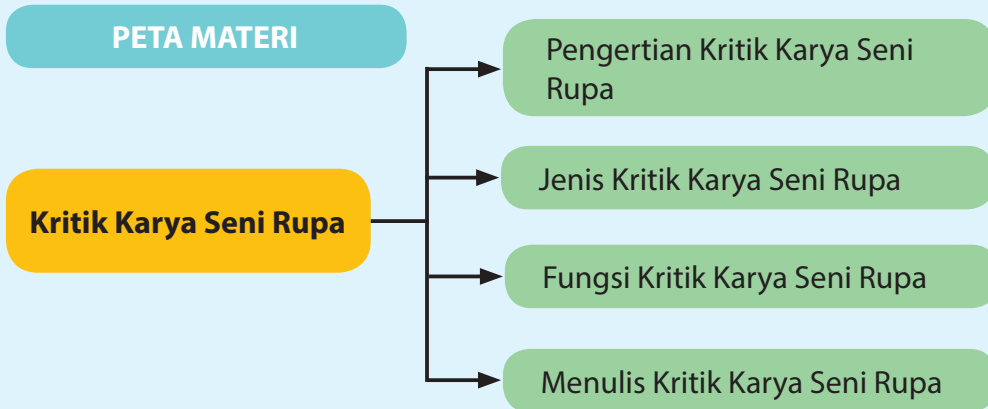 PETA MATERI
Pengertian Kritik Karya Seni
Rupa
Jenis Kritik Karya Seni Rupa
Kritik Karya Seni Rupa
Fungsi Kritik Karya Seni Rupa
Menulis Kritik Karya Seni Rupa